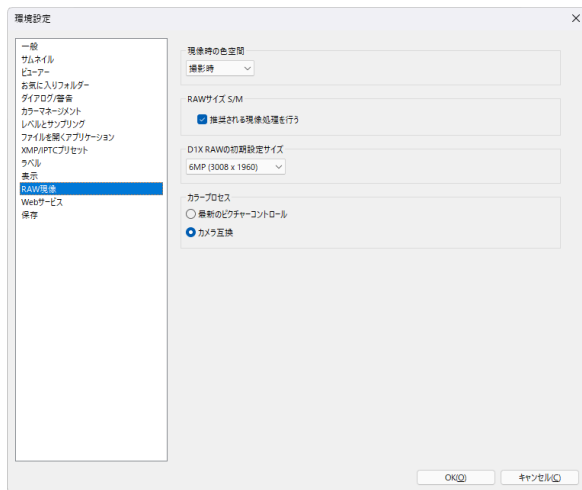 環境設定
一般
サムネイル
ビューアー
お気に入りフォルダー
ダイアログ/警告
カラーマネージメント
レベルとサンプリング
ファイルを開くアプリケーション
XMP/IPTCプリセット
ラベル
表示
RAW現像
Webサービス
保存
現像時の色空間
撮影時
RAWサイズ S/M
推奨される現像処理を行う
D1X RAWの初期設定サイズ
6MP (3008 x 1960)
カラープロセス
最新のピクチャーコントロール
カメラ互換
OK(O)
キャンセル(C)